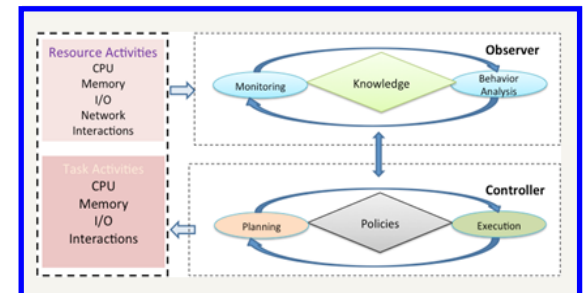 Resource Activities
CPU
Memory
I/O
Network
Interactions
Task Activities
CPU
Memory
I/O
Interactions
Observer
Monitoring
Knowledge
Behavior
Analysis
Controller
Planning
Policies
Execution